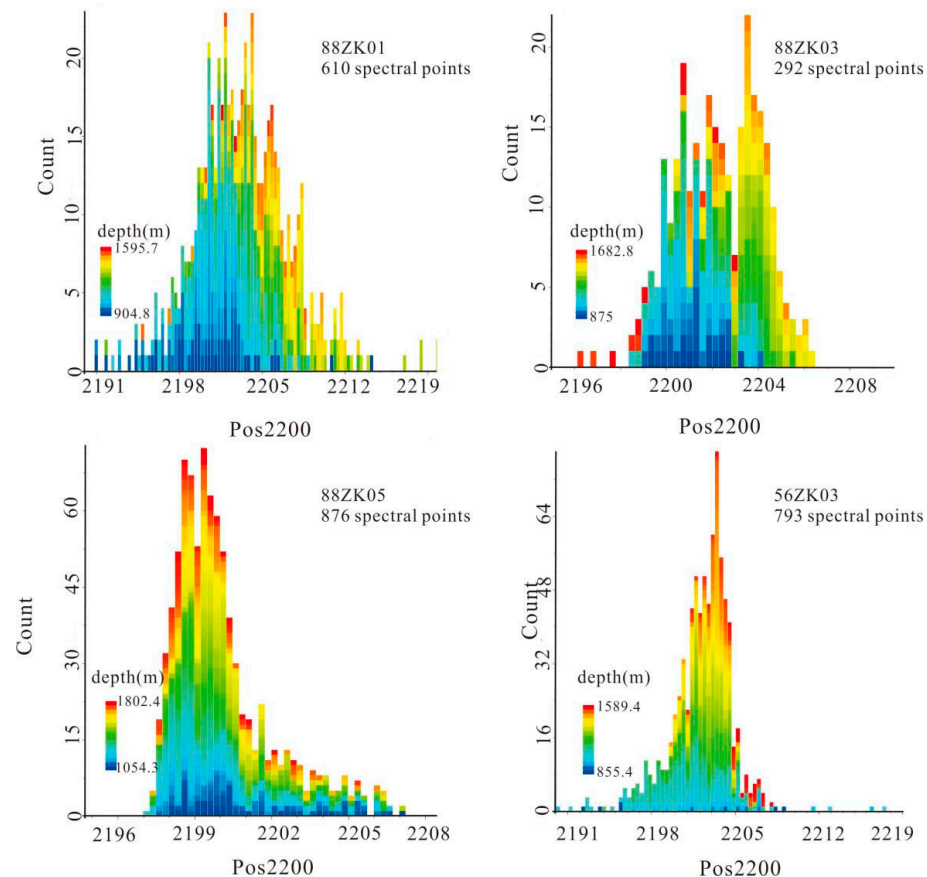 88ZK01
610 spectral points
20
15
10
5
0
Count
depth(m)
1595.7
904.8
2191 2198 2205 2212 2219
Pos2200
88ZK03
292 spectral points
20
15
10
5
0
Count
depth(m)
1682.8
875
2196 2200 2204 2208
Pos2200
88ZK05
876 spectral points
60
45
30
15
0
Count
depth(m)
1802.4
1054.3
2196 2199 2202 2205 2208
Pos2200
56ZK03
793 spectral points
64
48
32
16
0
Count
depth(m)
1589.4
855.4
2191 2198 2205 2212 2219
Pos2200